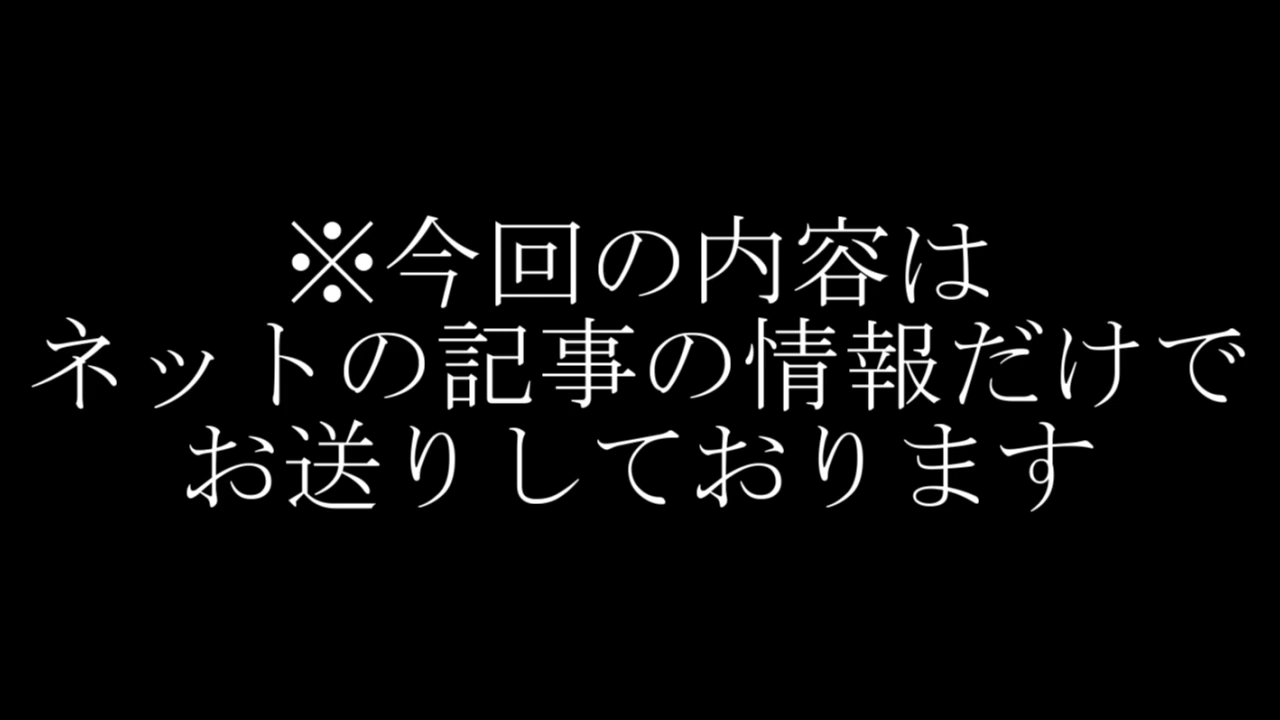 ※今回の内容は
ネットの記事の情報だけで
お送りしております